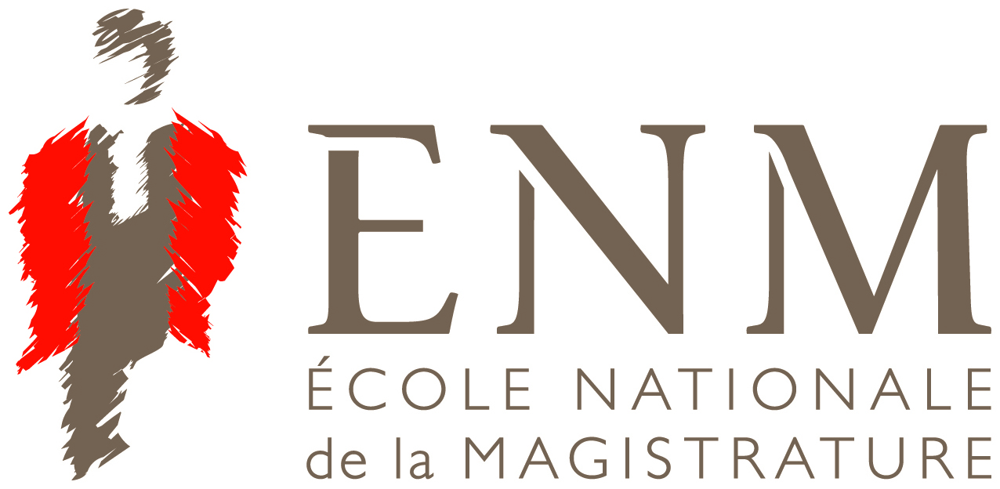 ENM
ÉCOLE NATIONALE
de la MAGISTRATURE